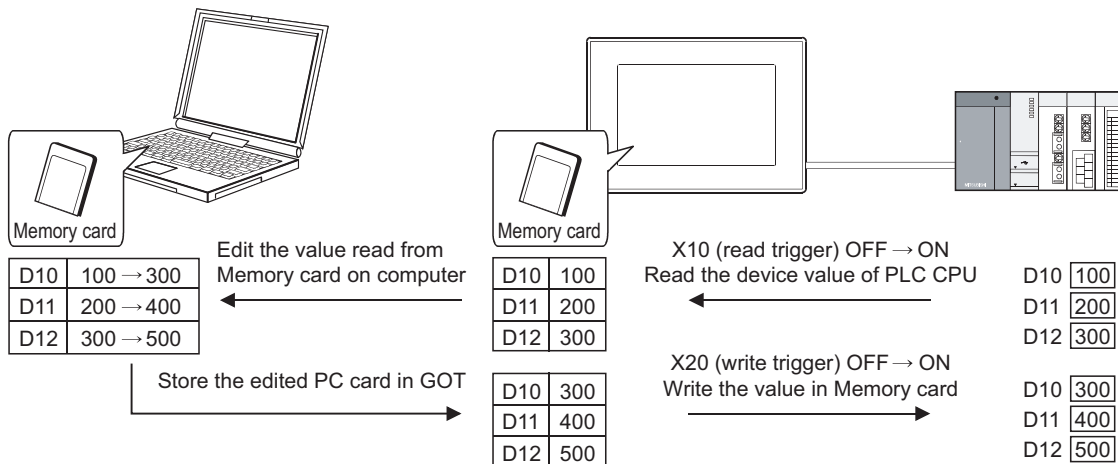 Memory card
Memory card
Edit the value read from
Memory card on computer
X10 (read trigger) OFF → ON
Read the device value of PLC CPU
D10 100 → 300
D11 200 → 400
D12 300 → 500
D10 100
D11 200
D12 300
D10 100
D11 200
D12 300
Store the edited PC card in GOT
X20 (write trigger) OFF → ON
Write the value in Memory card
D10 300
D11 400
D12 500
D10 300
D11 400
D12 500